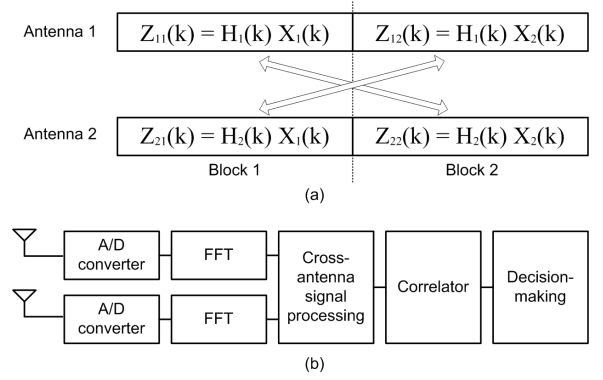 Antenna 1
Z₁₁(k) = H₁(k) X₁(k)
Z₁₂(k) = H₁(k) X₂(k)
Antenna 2
Z₂₁(k) = H₂(k) X₁(k)
Z₂₂(k) = H₂(k) X₂(k)
Block 1
Block 2
(a)
A/D
converter
FFT
A/D
converter
FFT
Cross-
antenna
signal
processing
Correlator
Decision-
making
(b)